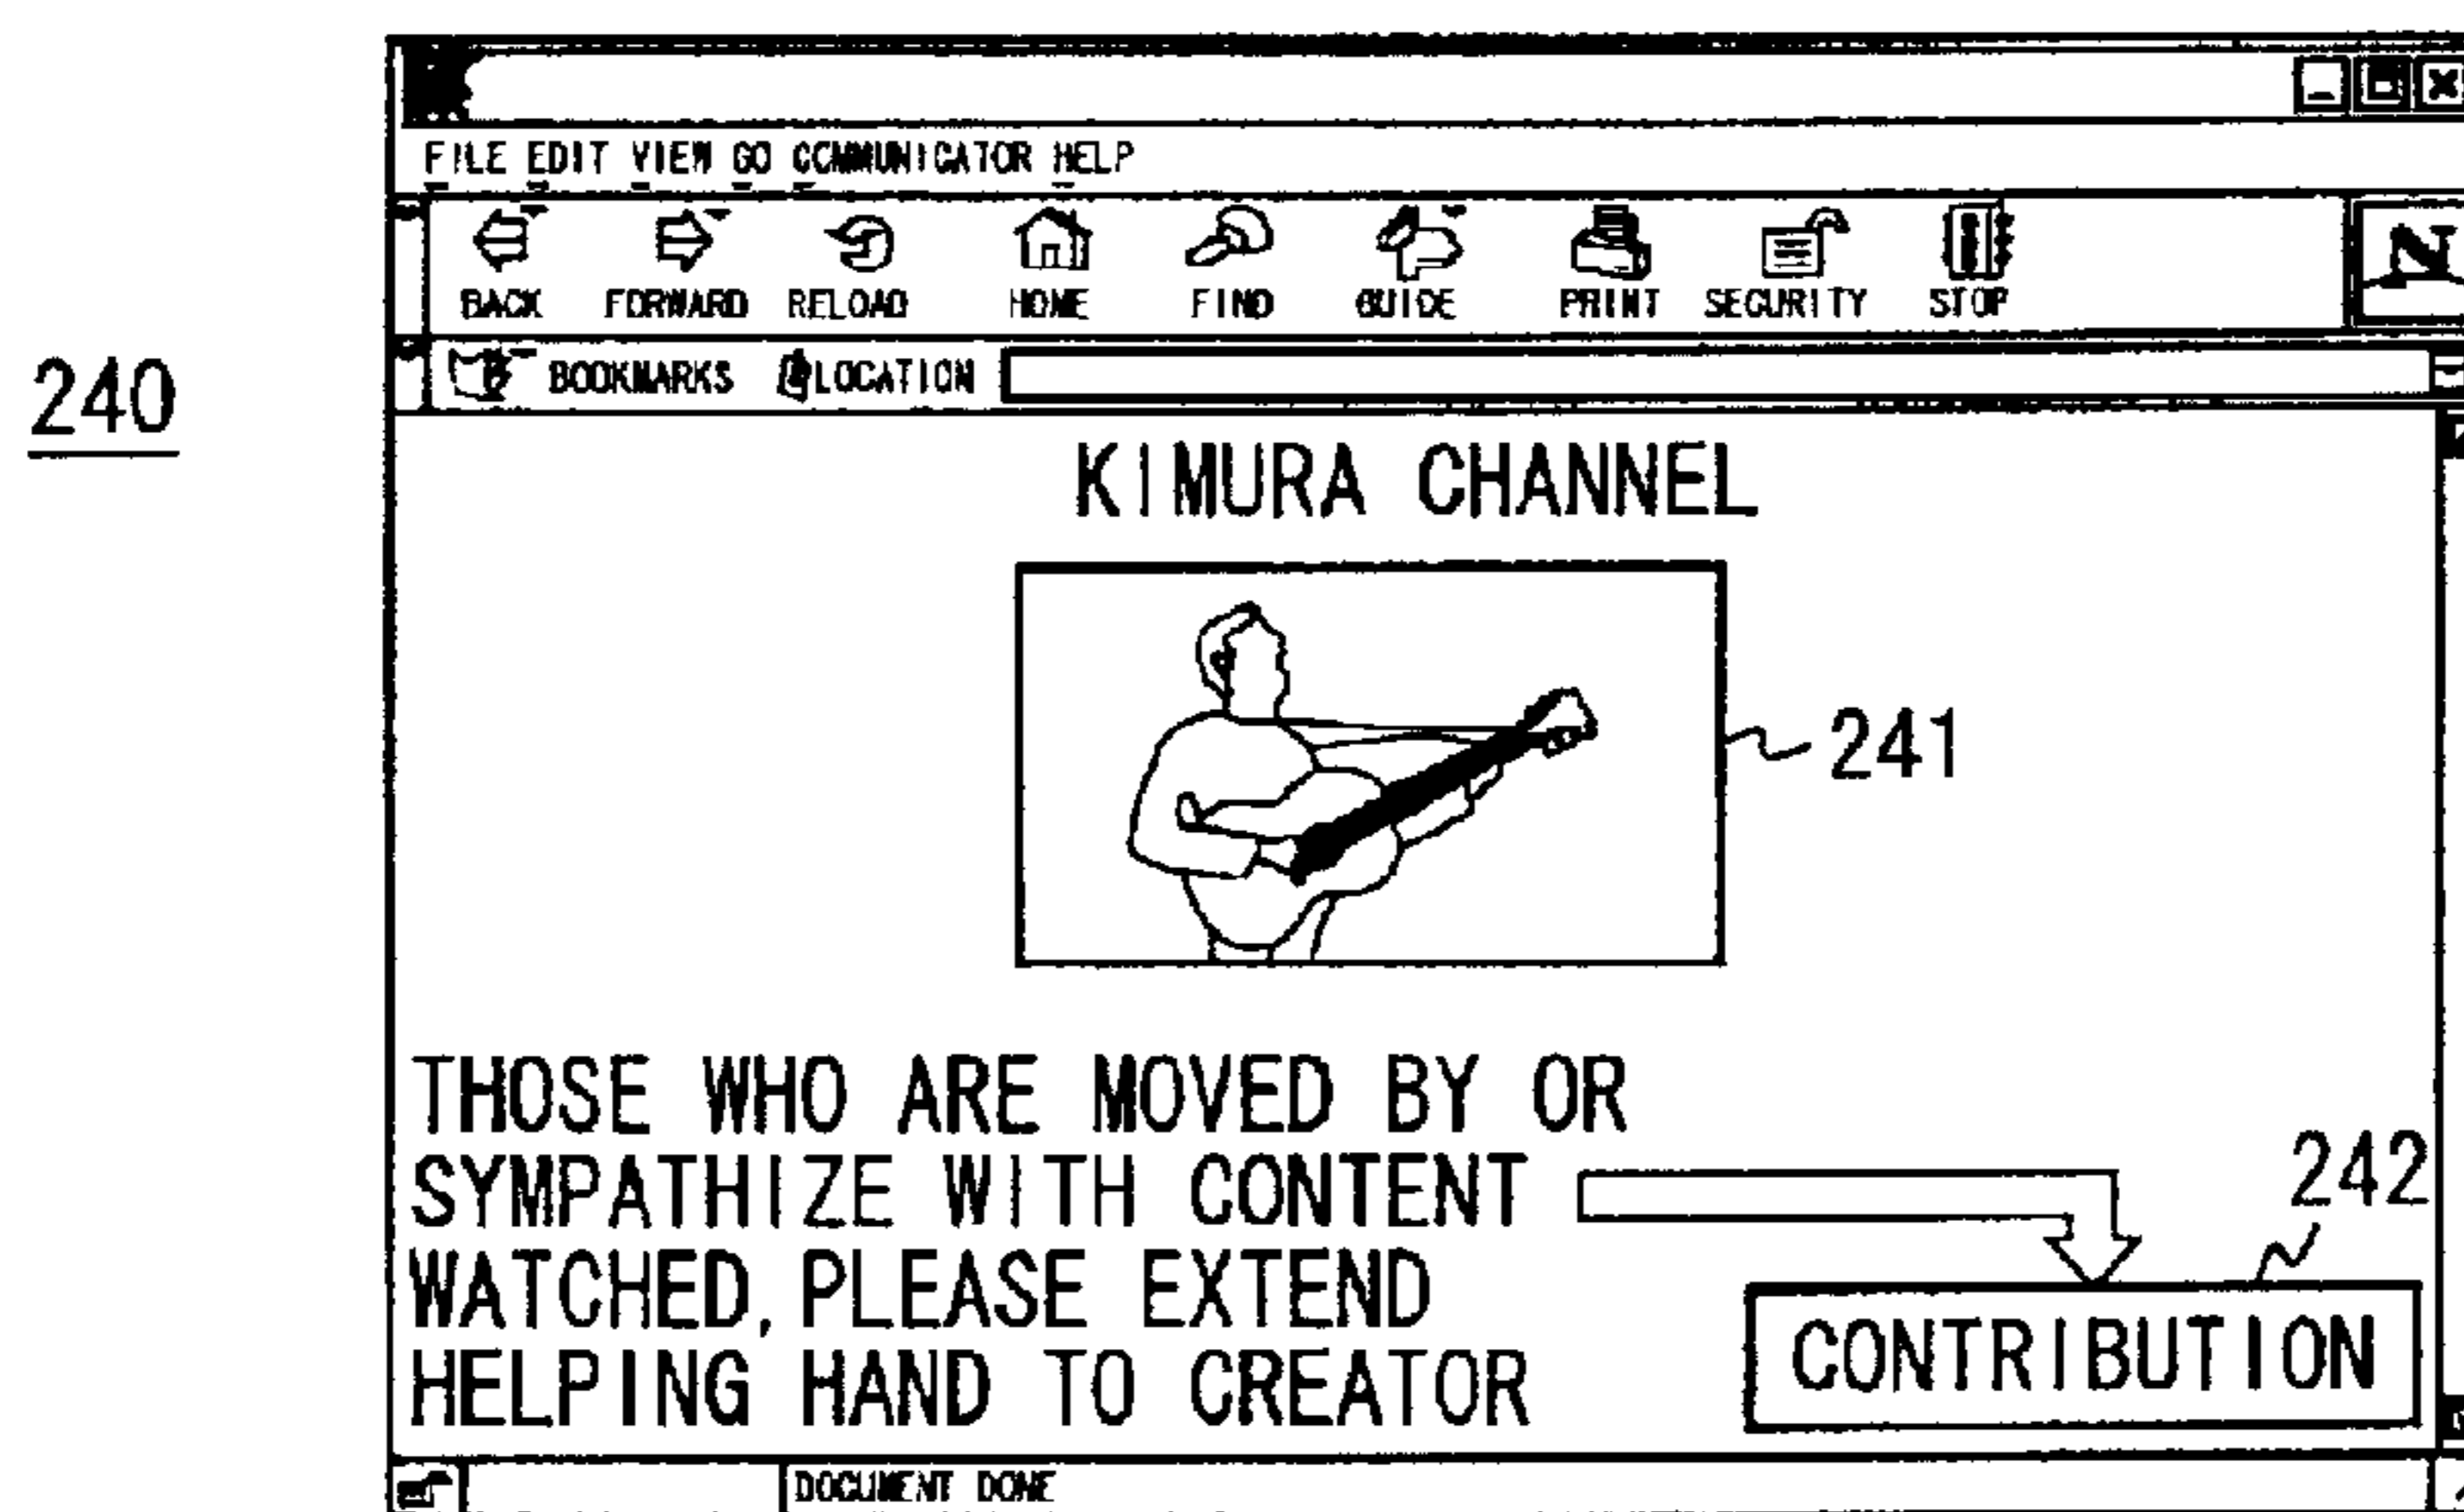 FILE EDIT VIEW GO COMMUNICATOR HELP
N
BACK FORWARD RELOAD HOME FIND GUIDE PRINT SECURITY STOP
BOOKMARKS LOCATION
240
KIMURA CHANNEL
241
THOSE WHO ARE MOVED BY OR
SYMPATHIZE WITH CONTENT
242
WATCHED, PLEASE EXTEND
HELPING HAND TO CREATOR
CONTRIBUTION
DOCUMENT DONE